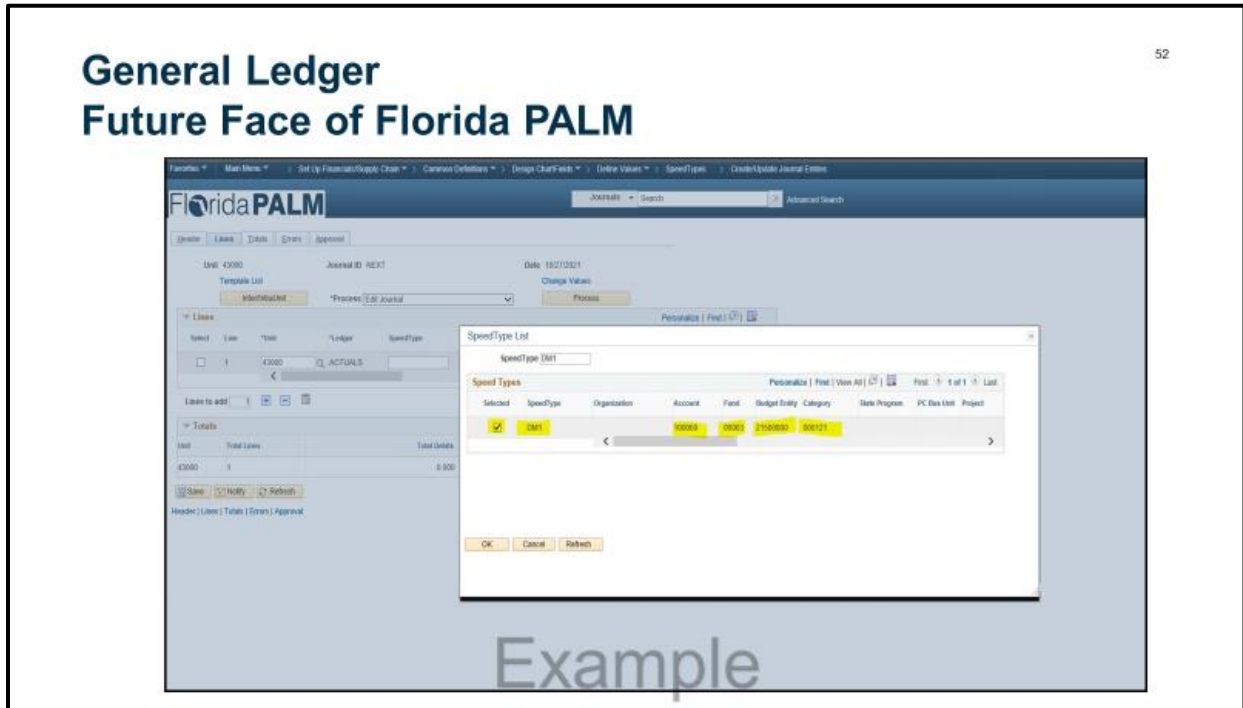 52
General Ledger
Future Face of Florida PALM
Favorites Main Menu > Set Up Financials/Supply Chain > Common Definitions > Design ChartFields > Define Values > SpeedTypes > Create/Update Journal Entries
Florida PALM
Journals Search Advanced Search
Header Lines Totals Errors Approval
Unit 43000 Journal ID NEXT Date 10/27/2021
Template List Change Values
Inter/IntraUnit *Process Edit Journal Process
Lines Personalize | Find |
Select Line *Unit *Ledger SpeedType
1 43000 ACTUALS
Lines to add 1
Totals
Unit Total Lines Total Debits
43000 1 0.000
Save Notify Refresh
Header | Lines | Totals | Errors | Approval
SpeedType List
SpeedType DM1
Speed Types Personalize | Find | View All | First 1 of 1 Last
Selected SpeedType Organization Account Fund Budget Entity Category State Program PC Bus Unit Project
DM1 21500000 000121
OK Cancel Refresh
Example